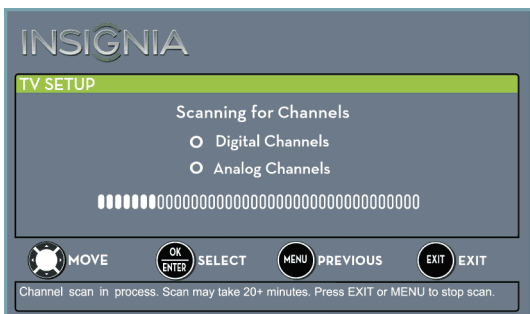 INSIGNIA
TV SETUP
Scanning for Channels
Digital Channels
Analog Channels
MOVE OK ENTER SELECT MENU PREVIOUS EXIT EXIT
Channel scan in process. Scan may take 20+ minutes. Press EXIT or MENU to stop scan.